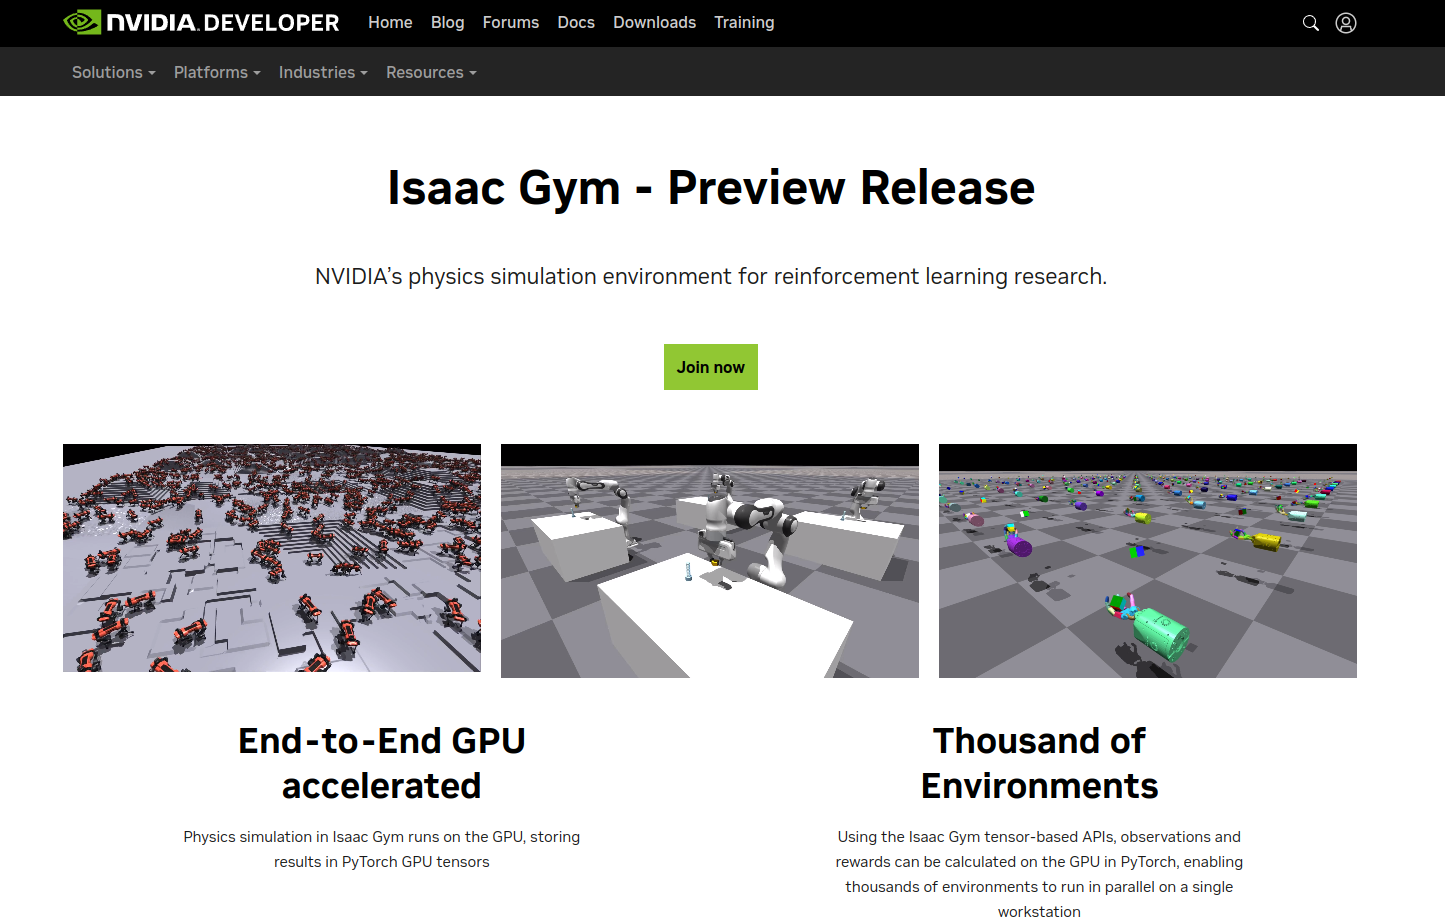 NVIDIA. DEVELOPER Home Blog Forums Docs Downloads Training
Solutions Platforms Industries Resources
Isaac Gym - Preview Release
NVIDIA’s physics simulation environment for reinforcement learning research.
Join now
End-to-End GPU
accelerated
Physics simulation in Isaac Gym runs on the GPU, storing
results in PyTorch GPU tensors
Thousand of
Environments
Using the Isaac Gym tensor-based APIs, observations and
rewards can be calculated on the GPU in PyTorch, enabling
thousands of environments to run in parallel on a single
workstation